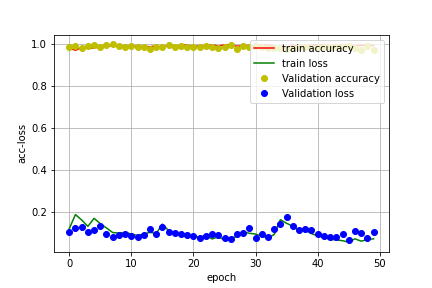 1.0
0.8
0.6
0.4
0.2
acc-loss
train accuracy
train loss
Validation accuracy
Validation loss
0 10 20 30 40 50
epoch